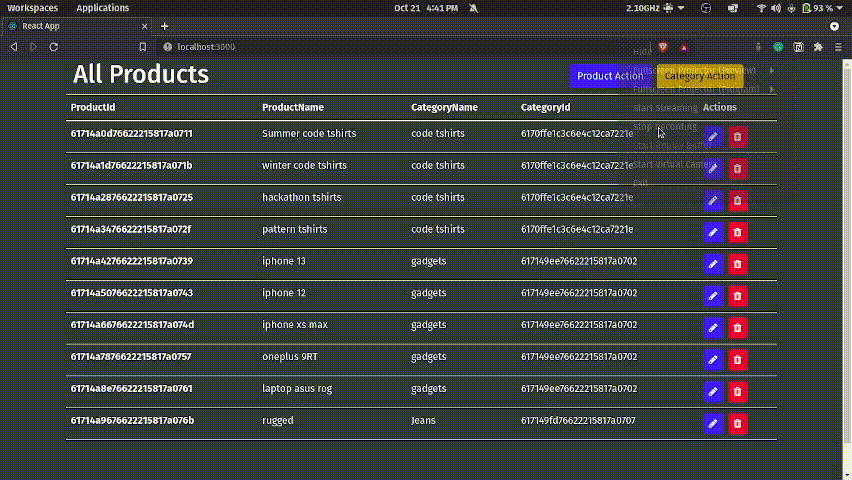 Workspaces Applications Oct 21 4:41 PM 2.10GHz 93 %
React App
localhost:3000
Hide
All Products Product Action Category Action
Fullscreen Projector (Preview)
Fullscreen Projector (Program)
ProductId ProductName CategoryName CategoryId Actions
Start Streaming
Stop Recording
61714a0d76622215817a0711 Summer code tshirts code tshirts 6170ffe1c3c6e4c12ca7221e
Start Replay Buffer
61714a1d76622215817a071b winter code tshirts code tshirts 6170ffe1c3c6e4c12ca7221e
Start Virtual Camera
Exit
61714a2876622215817a0725 hackathon tshirts code tshirts 6170ffe1c3c6e4c12ca7221e
61714a3476622215817a072f pattern tshirts code tshirts 6170ffe1c3c6e4c12ca7221e
61714a4276622215817a0739 iphone 13 gadgets 617149ee76622215817a0702
61714a5076622215817a0743 iphone 12 gadgets 617149ee76622215817a0702
61714a6676622215817a074d iphone xs max gadgets 617149ee76622215817a0702
61714a7876622215817a0757 oneplus 9RT gadgets 617149ee76622215817a0702
61714a8e76622215817a0761 laptop asus rog gadgets 617149ee76622215817a0702
61714a9676622215817a076b rugged Jeans 617149fd76622215817a0707